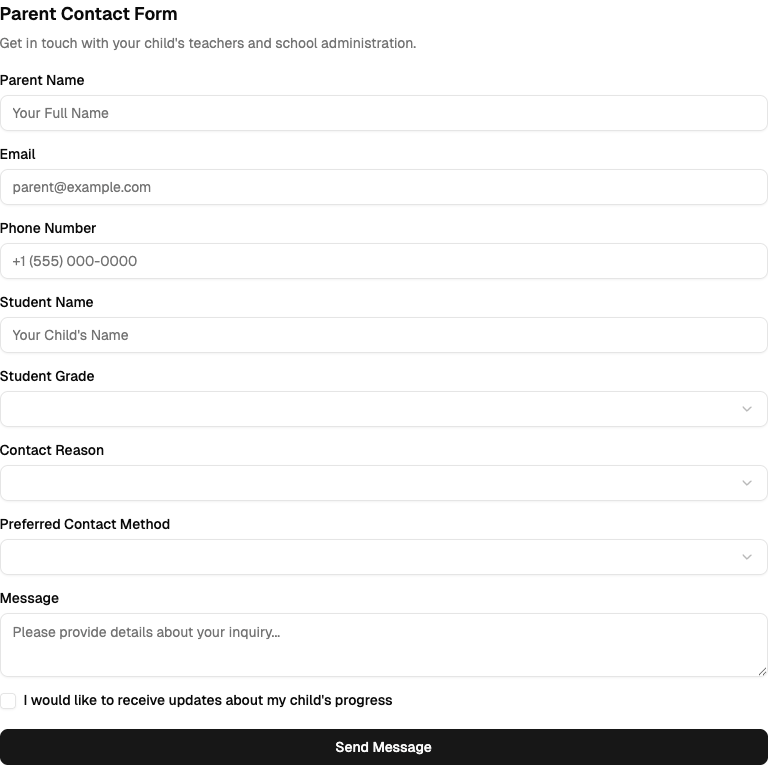 Parent Contact Form
Get in touch with your child's teachers and school administration.
Parent Name
Your Full Name
Email
parent@example.com
Phone Number
+1 (555) 000-0000
Student Name
Your Child's Name
Student Grade
Contact Reason
Preferred Contact Method
Message
Please provide details about your inquiry...
I would like to receive updates about my child's progress
Send Message